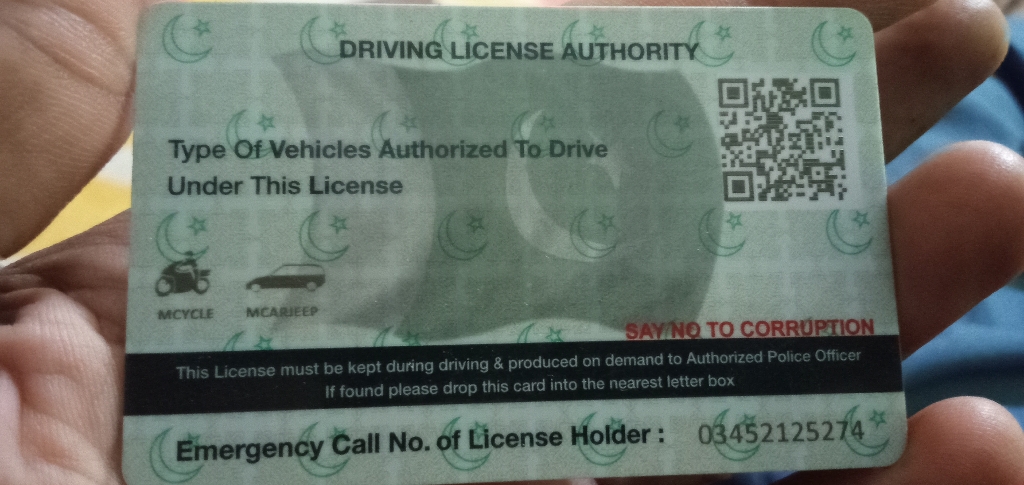 DRIVING LICENSE AUTHORITY
Type Of Vehicles Authorized To Drive
Under This License
MCYCLE MCARJEEP
SAY NO TO CORRUPTION
This License must be kept during driving & produced on demand to Authorized Police Officer
If found please drop this card into the nearest letter box
Emergency Call No. of License Holder : 03452125274